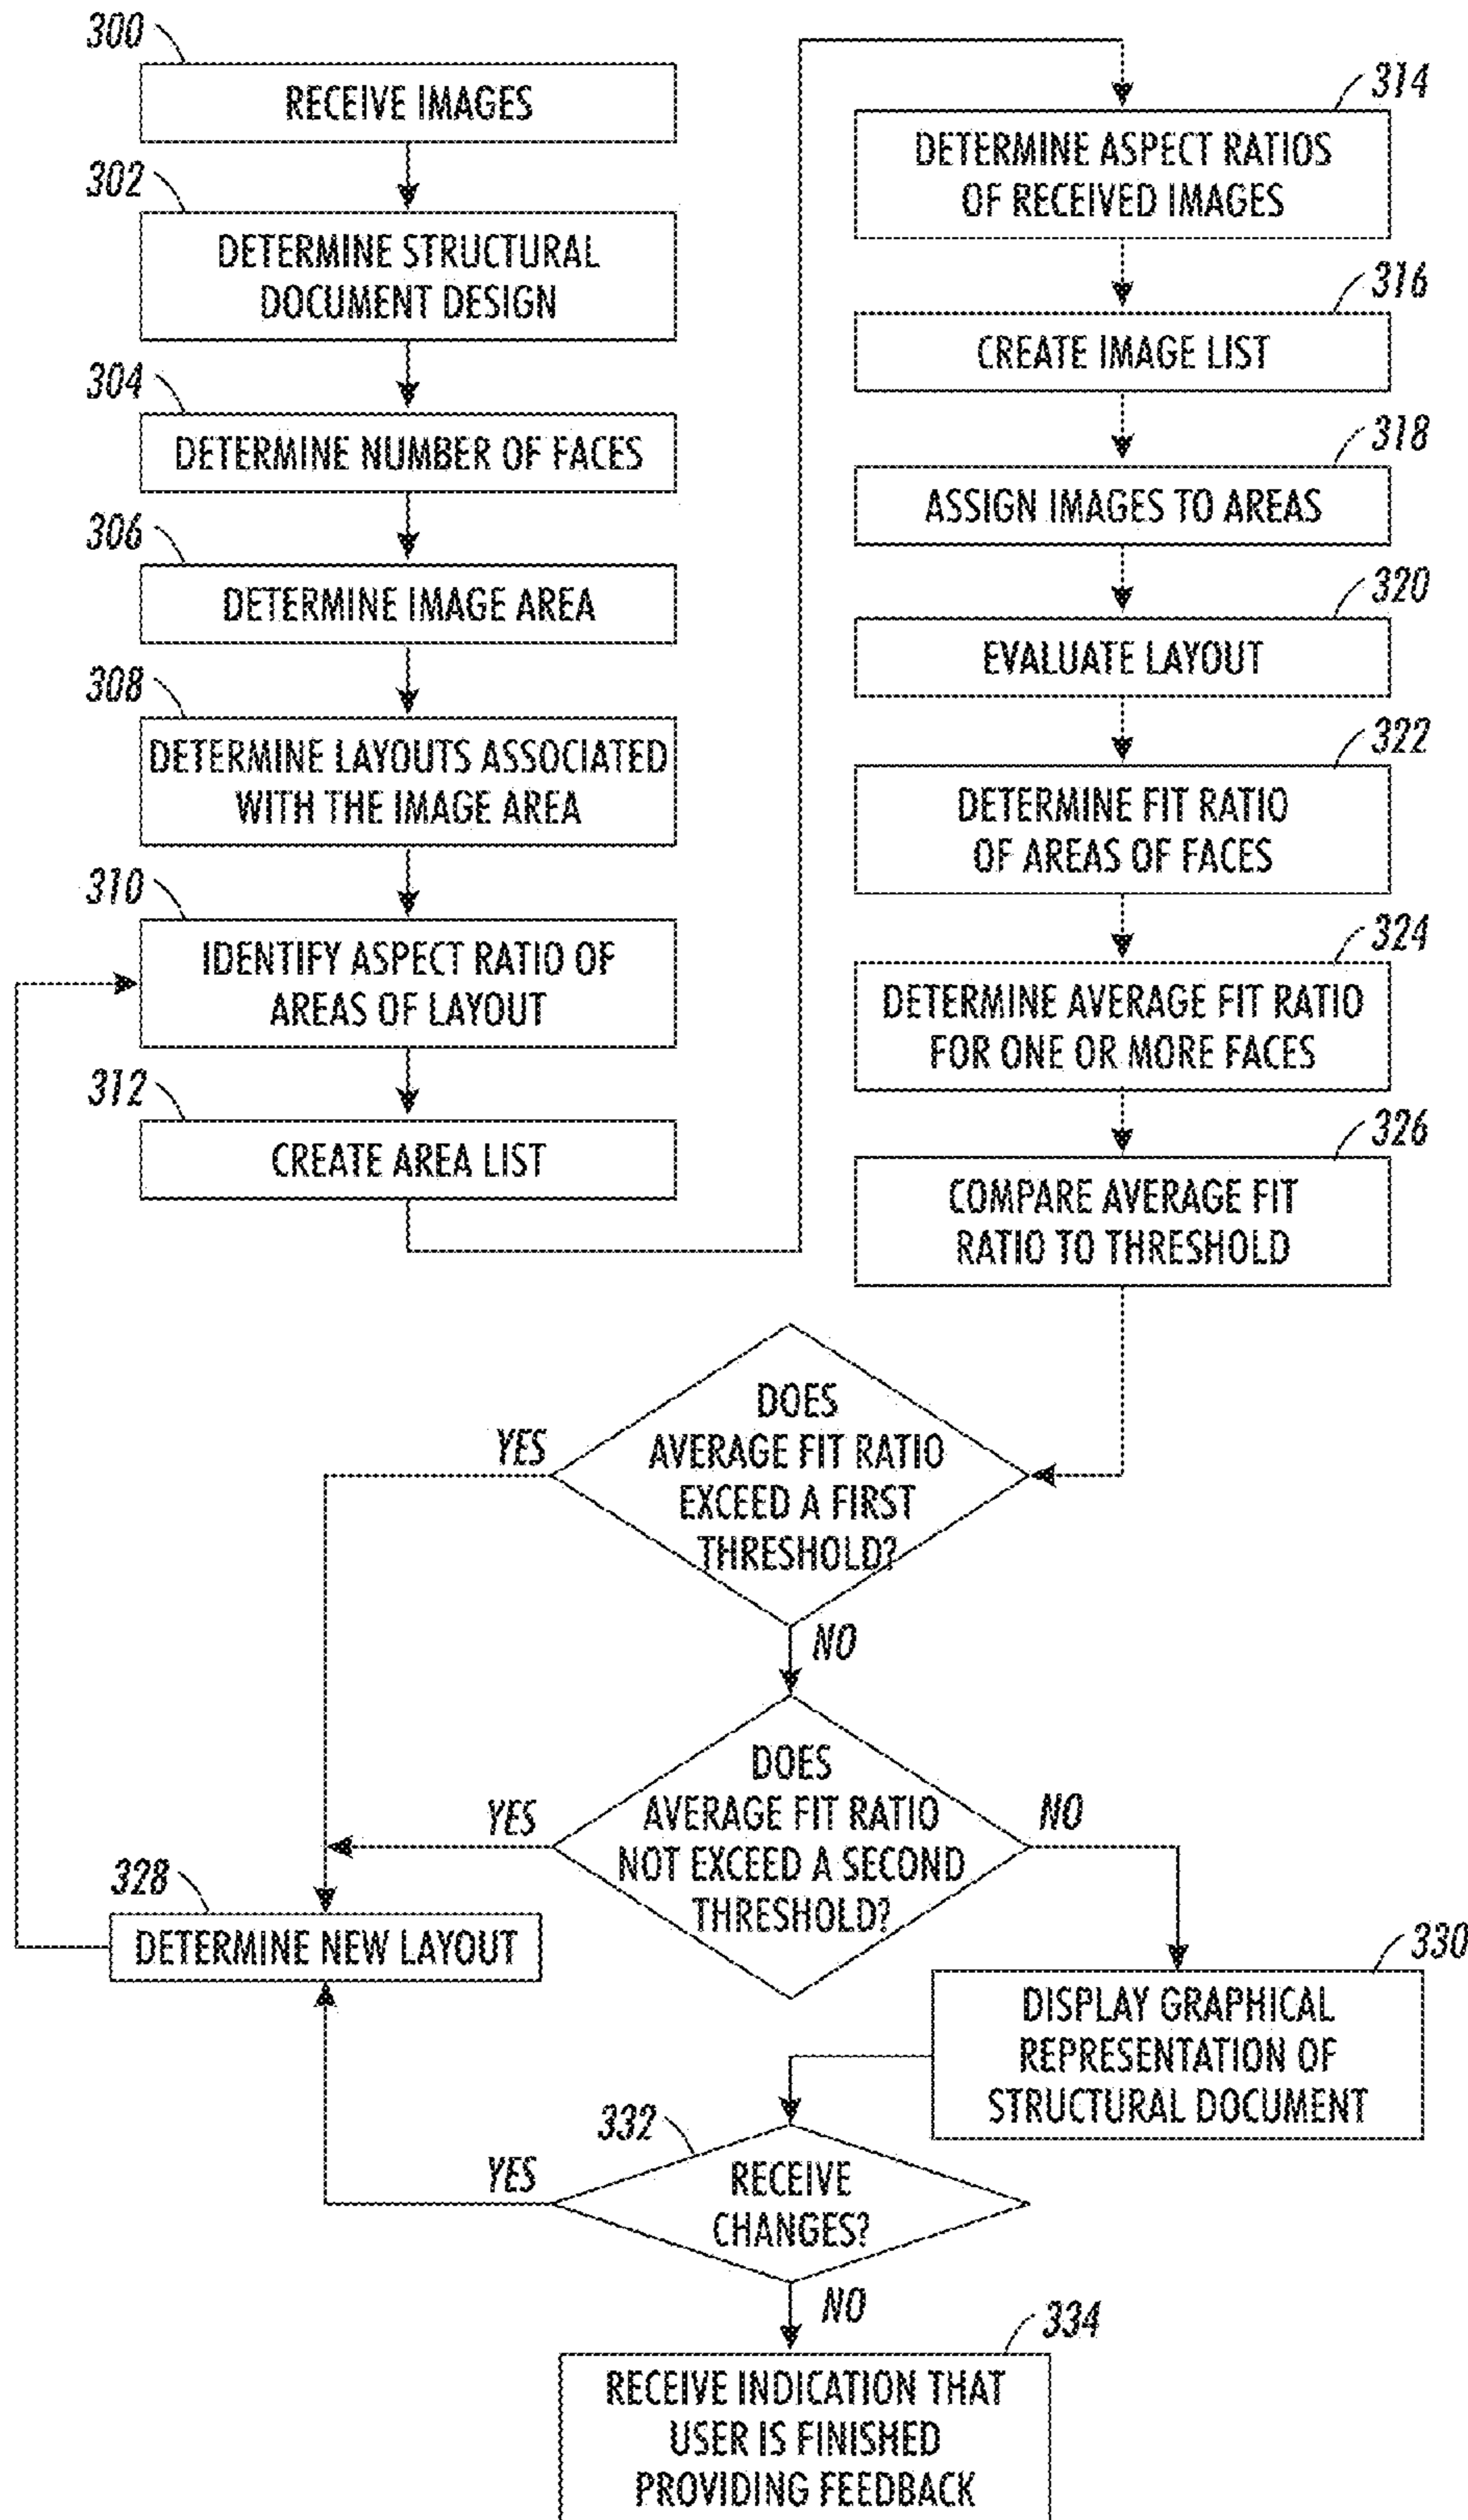 300
RECEIVE IMAGES
302
DETERMINE STRUCTURAL
DOCUMENT DESIGN
304
DETERMINE NUMBER OF FACES
306
DETERMINE IMAGE AREA
308
DETERMINE LAYOUTS ASSOCIATED
WITH THE IMAGE AREA
310
IDENTIFY ASPECT RATIO OF
AREAS OF LAYOUT
312
CREATE AREA LIST
314
DETERMINE ASPECT RATIOS
OF RECEIVED IMAGES
316
CREATE IMAGE LIST
318
ASSIGN IMAGES TO AREAS
320
EVALUATE LAYOUT
322
DETERMINE FIT RATIO
OF AREAS OF FACES
324
DETERMINE AVERAGE FIT RATIO
FOR ONE OR MORE FACES
326
COMPARE AVERAGE FIT
RATIO TO THRESHOLD
DOES
AVERAGE FIT RATIO
EXCEED A FIRST
THRESHOLD?
YES
NO
DOES
AVERAGE FIT RATIO
NOT EXCEED A SECOND
THRESHOLD?
YES
NO
328
DETERMINE NEW LAYOUT
330
DISPLAY GRAPHICAL
REPRESENTATION OF
STRUCTURAL DOCUMENT
332
RECEIVE
CHANGES?
YES
NO
334
RECEIVE INDICATION THAT
USER IS FINISHED
PROVIDING FEEDBACK